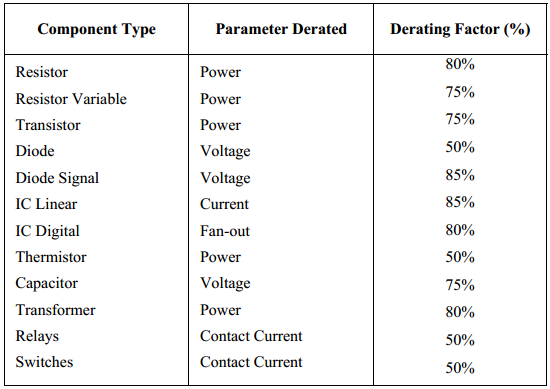 Component Type Parameter Derated Derating Factor (%)
Resistor Power 80%
Resistor Variable Power 75%
Transistor Power 75%
Diode Voltage 50%
Diode Signal Voltage 85%
IC Linear Current 85%
IC Digital Fan-out 80%
Thermistor Power 50%
Capacitor Voltage 75%
Transformer Power 80%
Relays Contact Current 50%
Switches Contact Current 50%